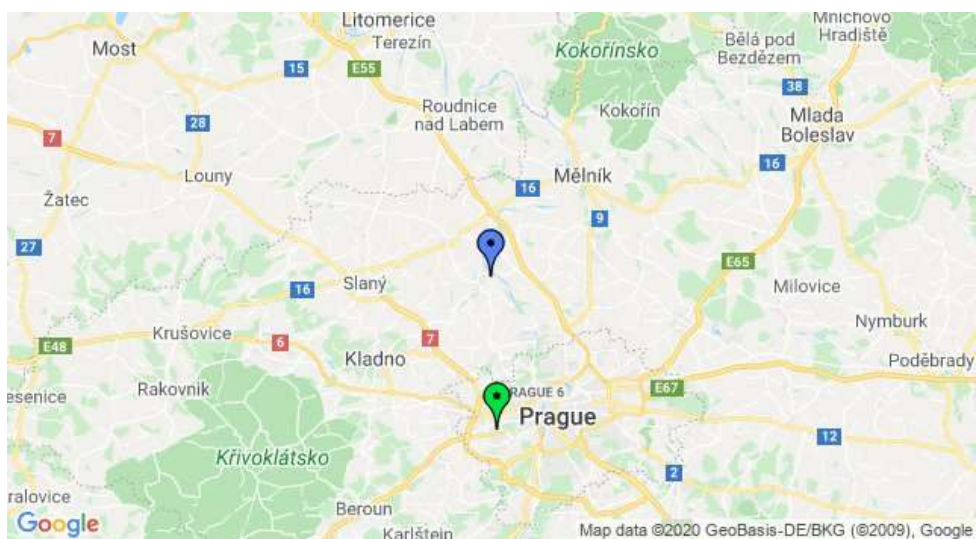 Mnichovo
Hradiště
Litomerice
Terezín
Most
Kokořínsko
Bělá pod
Bezdězem
15
E55
38
Roudnice
nad Labem
Kokořín
Mlada
Boleslav
28
7
Louny
16
Mělník
16
Žatec
9
27
E65
Slaný
16
Milovice
Krušovice
6
7
Nymburk
E48
Kladno
Poděbrady
Rakovnik
RAGUE 6
E67
esenice
Prague
12
Křivoklátsko
2
ralovice
Beroun
Google
Karlštejn
Map data ©2020 GeoBasis-DE/BKG (©2009), Google